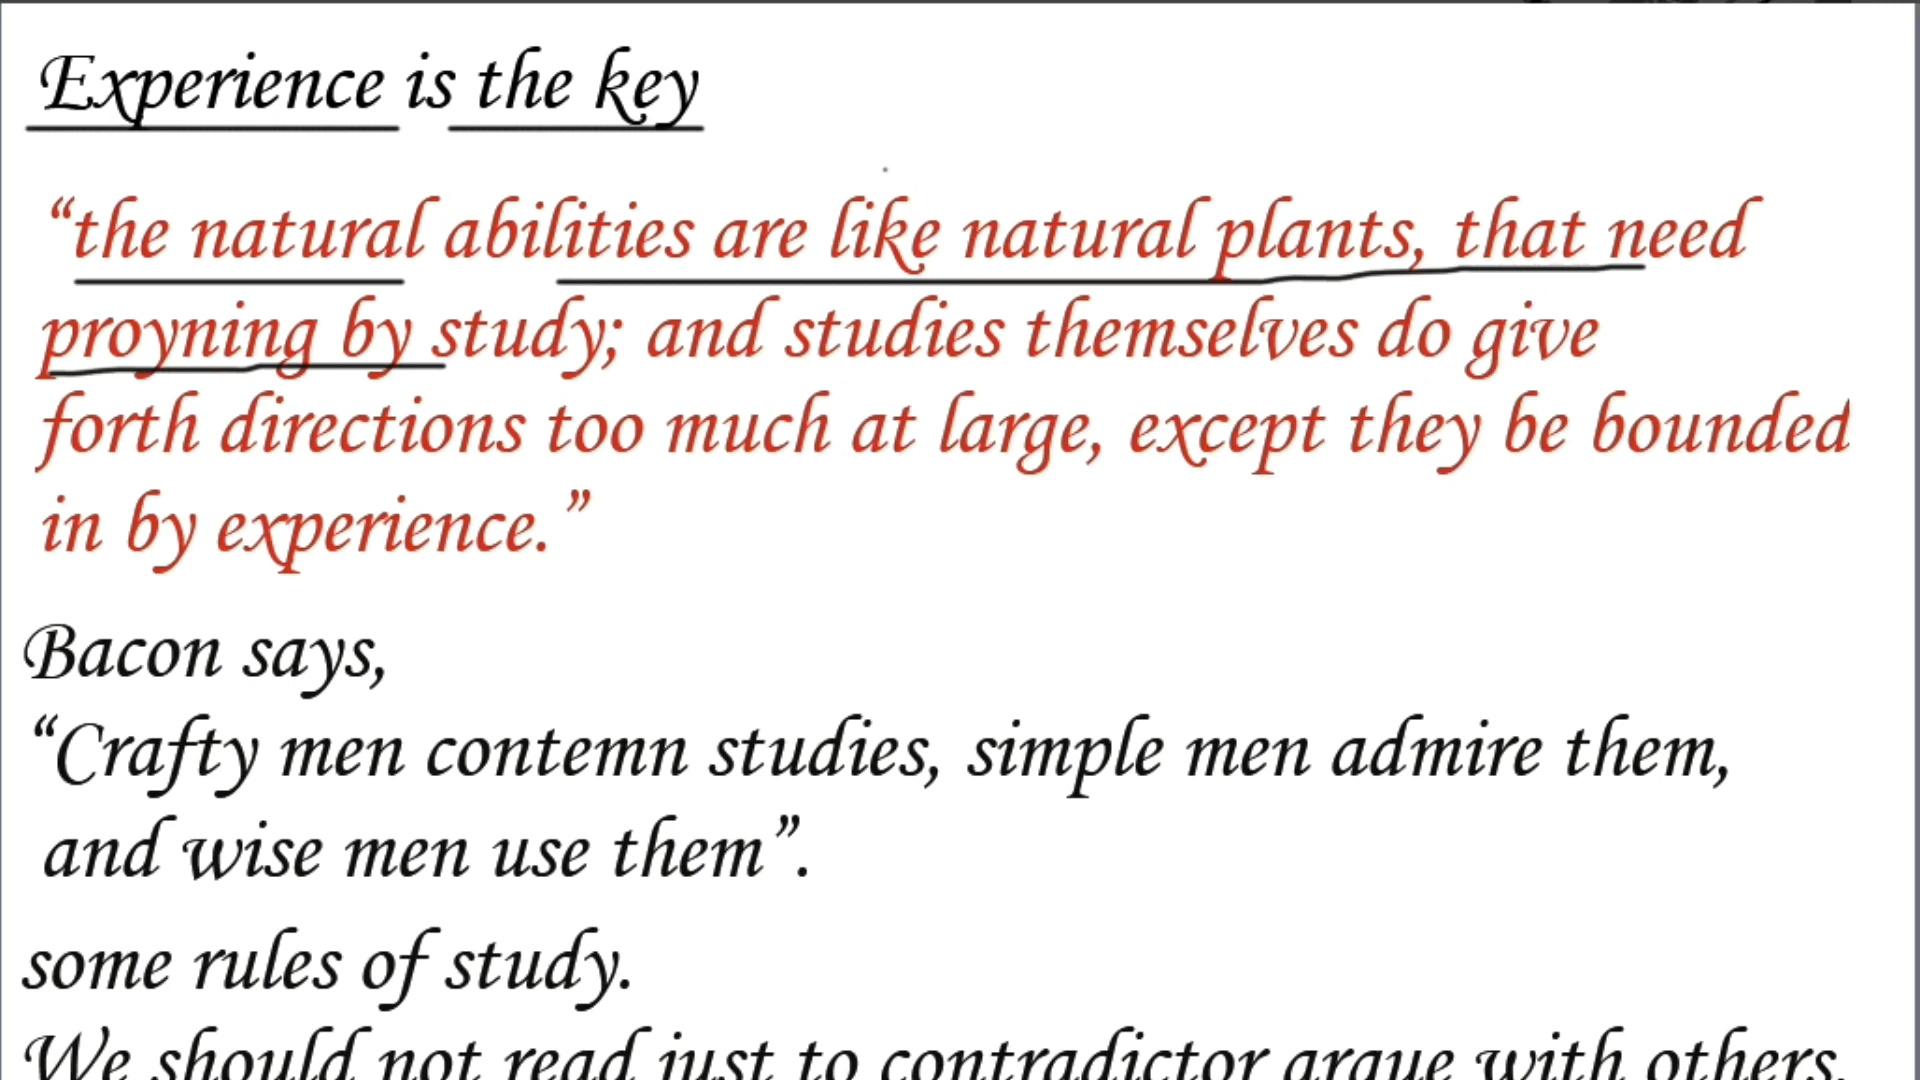 Experience is the key
“the natural abilities are like natural plants, that need
proyning by study; and studies themselves do give
forth directions too much at large, except they be bounded
in by experience.”
Bacon says,
“Crafty men contemn studies, simple men admire them,
and wise men use them”.
some rules of study.
We should not read just to contradictor argue with others.